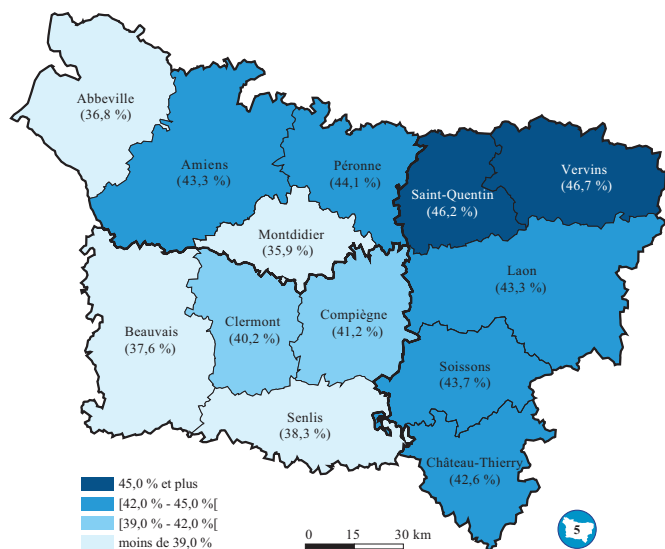 Abbeville
(36,8 %)
Amiens
(43,3 %)
Péronne
(44,1 %)
Saint-Quentin
(46,2 %)
Vervins
(46,7 %)
Montdidier
(35,9 %)
Laon
(43,3 %)
Beauvais
(37,6 %)
Clermont
(40,2 %)
Compiègne
(41,2 %)
Soissons
(43,7 %)
Senlis
(38,3 %)
Château-Thierry
(42,6 %)
45,0 % et plus
[42,0 % - 45,0 %[
[39,0 % - 42,0 %[
moins de 39,0 %
0 15 30 km
5